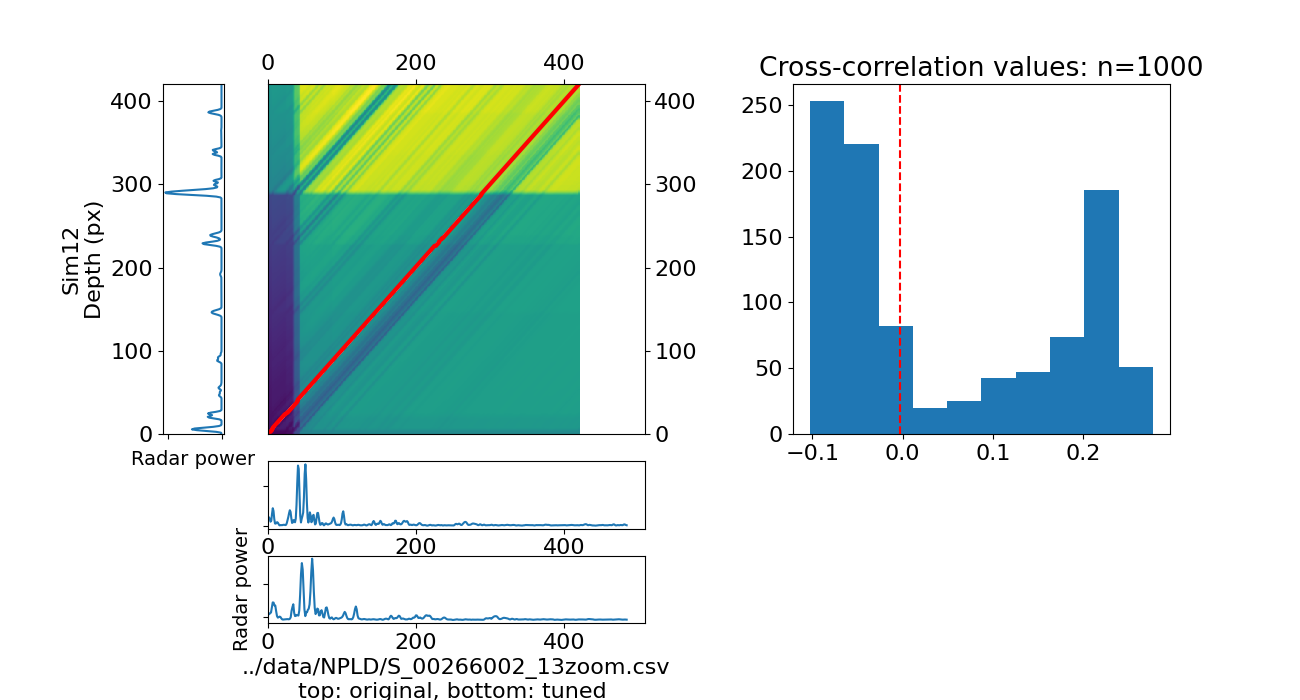 0 200 400
Cross-correlation values: n=1000
400
300
200
100
0
Sim12
Depth (px)
Radar power
400
300
200
100
0
250
200
150
100
50
0
−0.1 0.0 0.1 0.2
0 200 400
Radar power
0 200 400
../data/NPLD/S_00266002_13zoom.csv
top: original, bottom: tuned